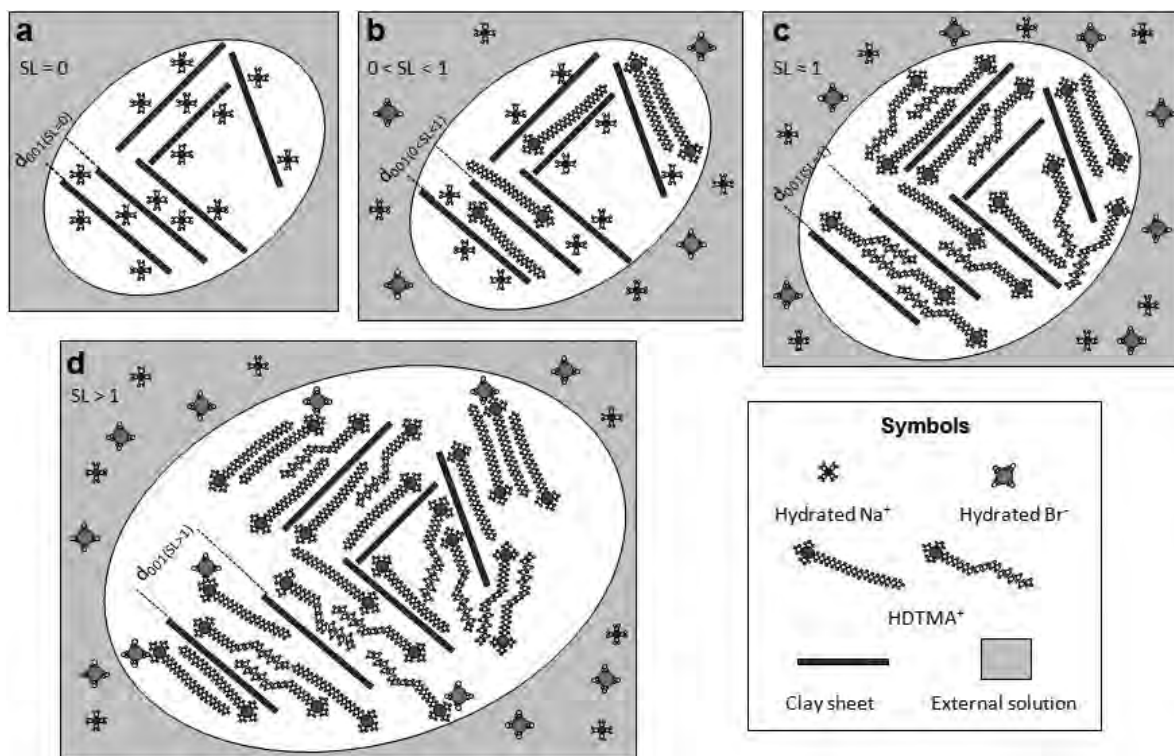 a
SL = 0
d001(SL=0)
b
0 < SL < 1
d001(0<SL<1)
c
SL = 1
d001(SL=1)
d
SL > 1
d001(SL>1)
Symbols
Hydrated Na⁺
Hydrated Br⁻
HDTMA⁺
Clay sheet
External solution